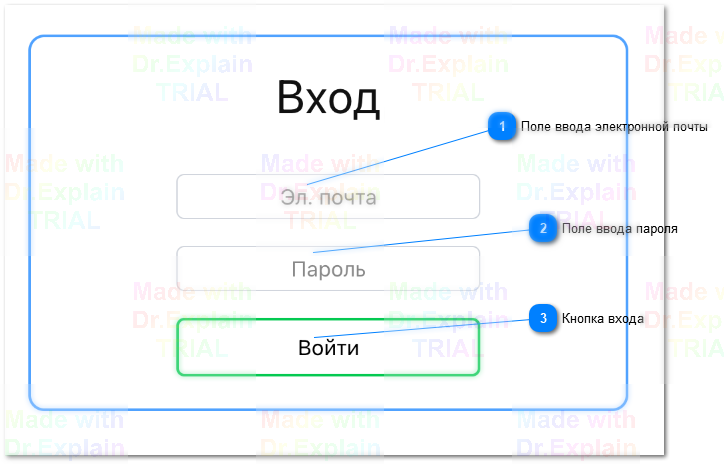 Made with
Dr.Explain
TRIAL
Made with
Dr.Explain
TRIAL
Made with
Dr.Explain
TRIAL
Вход
1 Поле ввода электронной почты
Made with
Dr.Explain
TRIAL
Made with
Dr.Explain
TRIAL
Made with
Dr.Explain
TRIAL
Эл. почта
2 Поле ввода пароля
Пароль
Made with
Dr.Explain
TRIAL
Made with
Dr.Explain
TRIAL
Made with
Dr.Explain
TRIAL
3 Кнопка входа
Войти
Made with
Dr.Explain
Made with
Dr.Explain
Made with
Dr.Explain